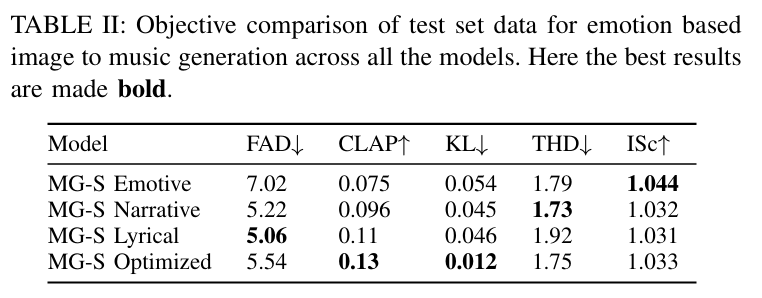 TABLE II: Objective comparison of test set data for emotion based
image to music generation across all the models. Here the best results
are made bold.
Model FAD↓ CLAP↑ KL↓ THD↓ ISc↑
MG-S Emotive 7.02 0.075 0.054 1.79 1.044
MG-S Narrative 5.22 0.096 0.045 1.73 1.032
MG-S Lyrical 5.06 0.11 0.046 1.92 1.031
MG-S Optimized 5.54 0.13 0.012 1.75 1.033